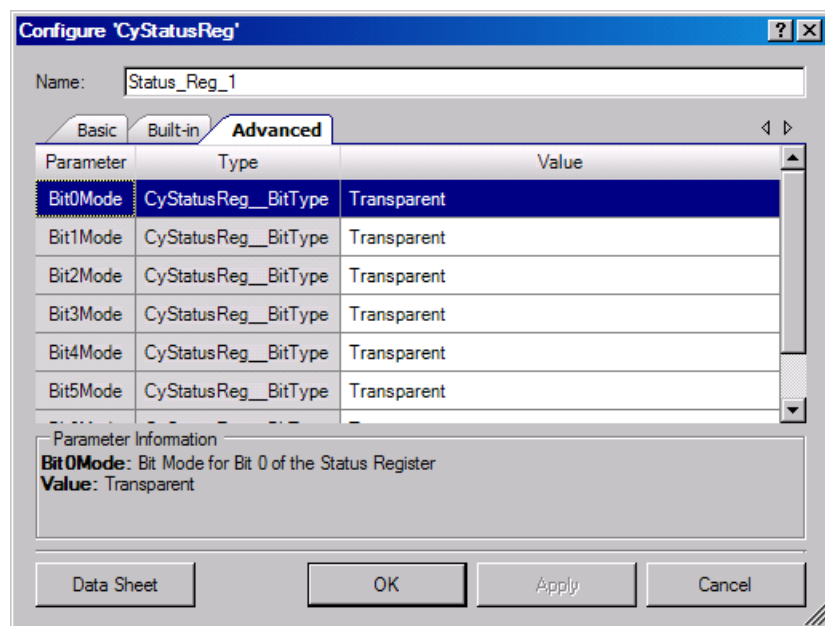 Configure 'CyStatusReg'
Name: Status_Reg_1
Basic Built-in Advanced
Parameter Type Value
Bit0Mode CyStatusReg__BitType Transparent
Bit1Mode CyStatusReg__BitType Transparent
Bit2Mode CyStatusReg__BitType Transparent
Bit3Mode CyStatusReg__BitType Transparent
Bit4Mode CyStatusReg__BitType Transparent
Bit5Mode CyStatusReg__BitType Transparent
Parameter Information
Bit0Mode: Bit Mode for Bit 0 of the Status Register
Value: Transparent
Data Sheet OK Apply Cancel